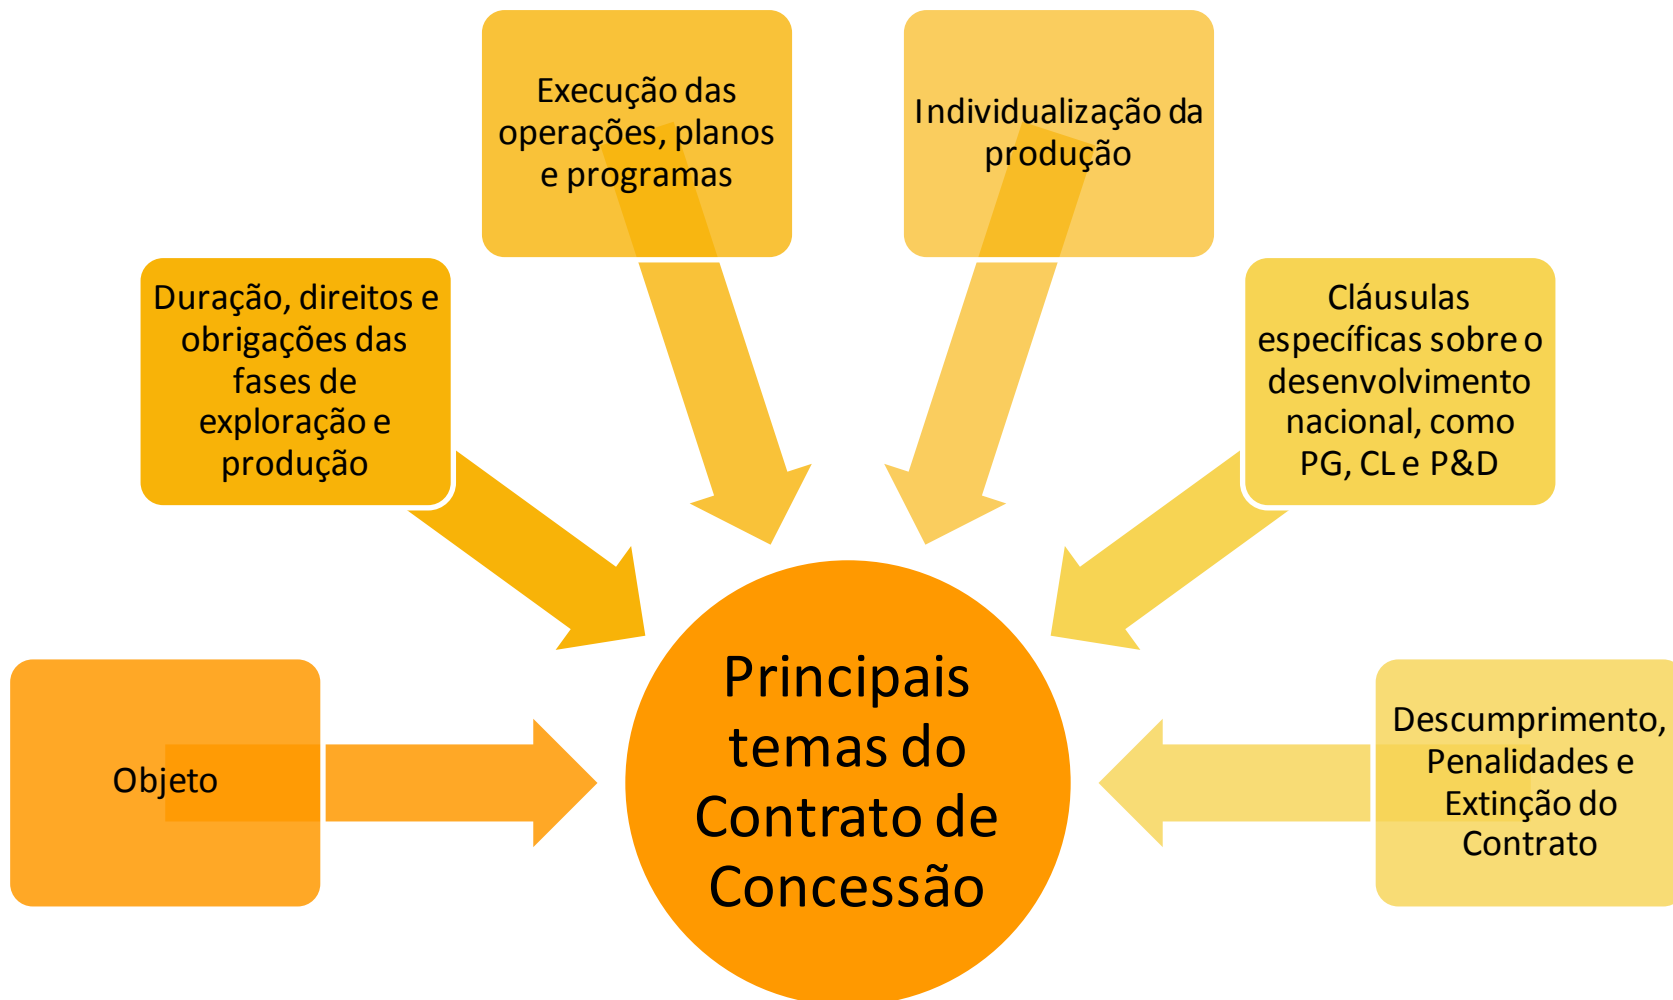 Execução das
operações, planos
e programas
Individualização da
produção
Duração, direitos e
obrigações das
fases de
exploração e
produção
Cláusulas
específicas sobre o
desenvolvimento
nacional, como
PG, CL e P&D
Objeto
Principais
temas do
Contrato de
Concessão
Descumprimento,
Penalidades e
Extinção do
Contrato